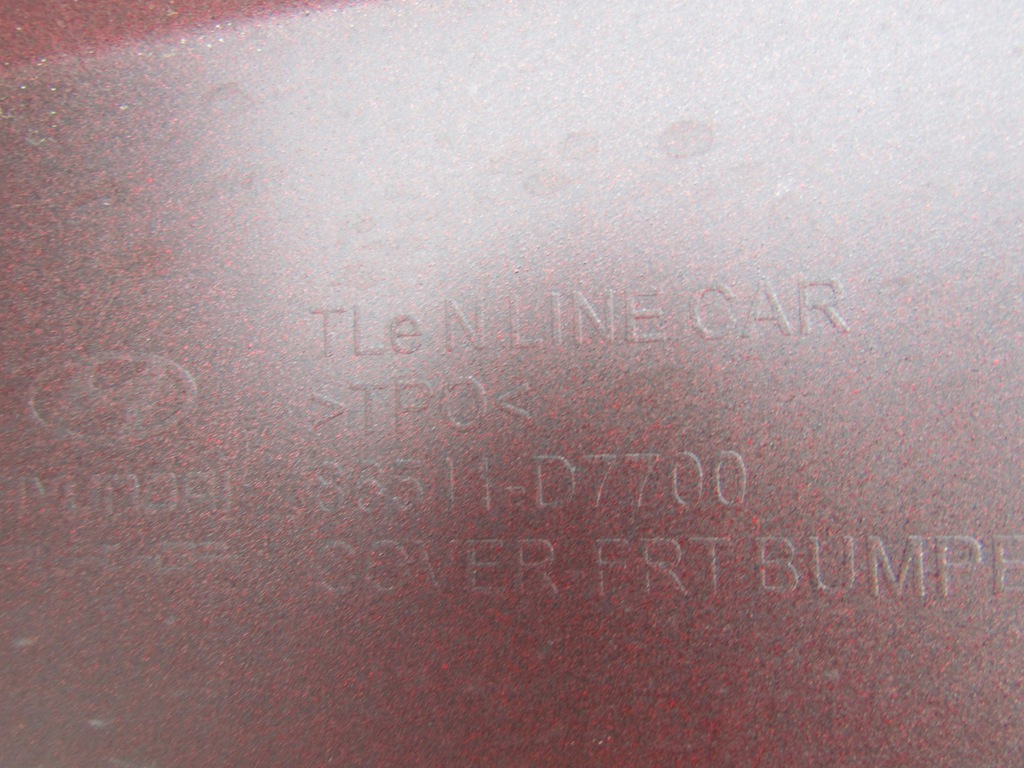 TLe N LINE CAR
>TPO<
86511-D7700
COVER-FRT BUMPE